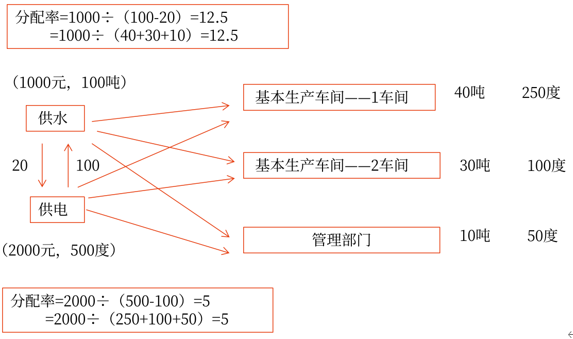 分配率=1000÷（100-20）=12.5
=1000÷（40+30+10）=12.5
（1000元，100吨）
基本生产车间——1车间 40吨 250度
供水
20 100
基本生产车间——2车间 30吨 100度
供电
管理部门 10吨 50度
（2000元，500度）
分配率=2000÷（500-100）=5
=2000÷（250+100+50）=5